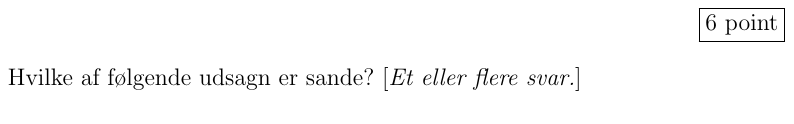 6 point
Hvilke af følgende udsagn er sande? [Et eller flere svar.]